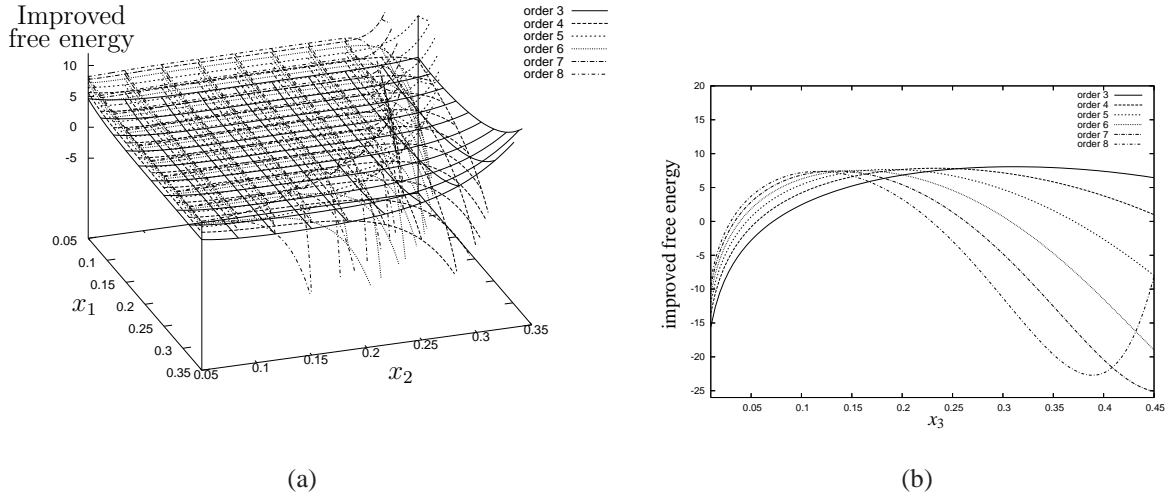 Improved
free energy
order 3
order 4
order 5
order 6
order 7
order 8
10
5
0
-5
0.05
0.1
0.15
0.2
0.25
0.3
0.35
x1
0.05
0.1
0.15
0.2
0.25
0.3
0.35
x2
(a)
improved free energy
20
15
10
5
0
-5
-10
-15
-20
-25
order 3
order 4
order 5
order 6
order 7
order 8
0.05
0.1
0.15
0.2
0.25
0.3
0.35
0.4
0.45
x3
(b)